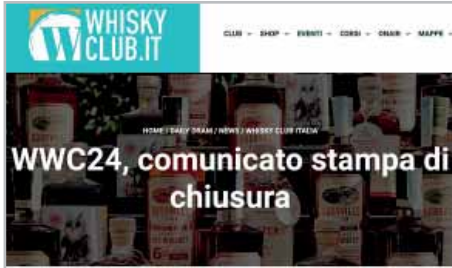 WHISKY
CLUB.IT
CLUB SHOP EVENTI CORSI ONAIR MAPPE
HOME / DAILY DRAM / NEWS / WHISKY CLUB ITALIA
WWC24, comunicato stampa di
chiusura